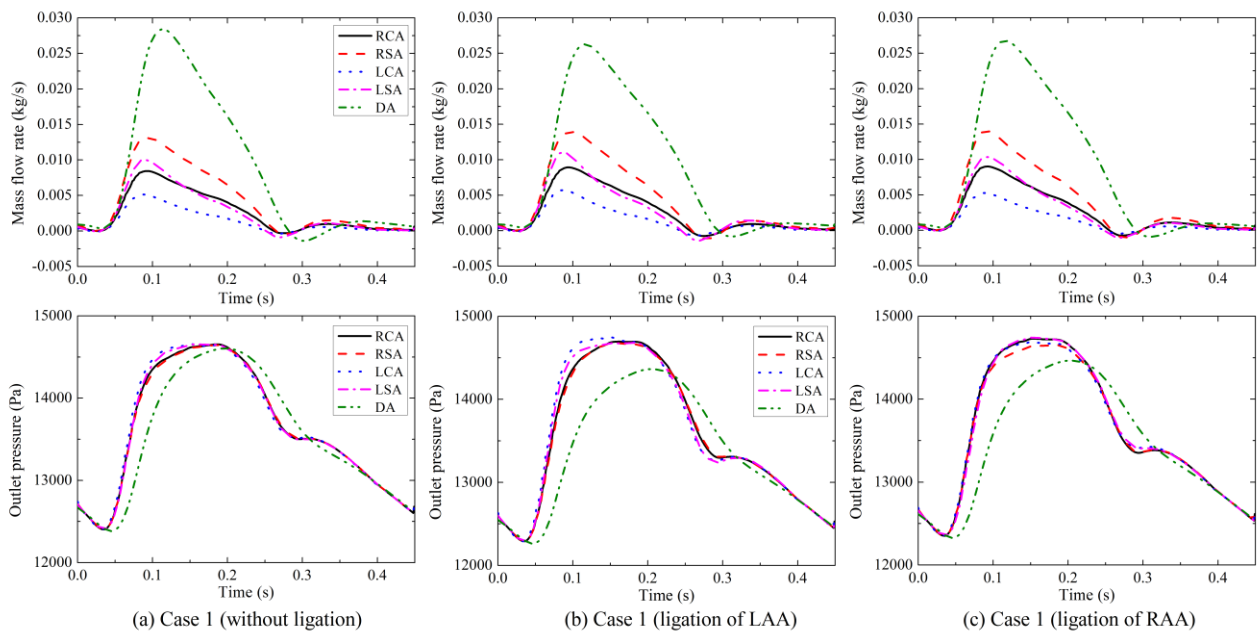 0.030
0.025
0.020
0.015
0.010
0.005
0.000
-0.005
Mass flow rate (kg/s)
0.0 0.1 0.2 0.3 0.4
Time (s)
RCA
RSA
LCA
LSA
DA
0.030
0.025
0.020
0.015
0.010
0.005
0.000
-0.005
Mass flow rate (kg/s)
0.0 0.1 0.2 0.3 0.4
Time (s)
0.030
0.025
0.020
0.015
0.010
0.005
0.000
-0.005
Mass flow rate (kg/s)
0.0 0.1 0.2 0.3 0.4
Time (s)
15000
14000
13000
12000
Outlet pressure (Pa)
0.0 0.1 0.2 0.3 0.4
Time (s)
RCA
RSA
LCA
LSA
DA
15000
14000
13000
12000
Outlet pressure (Pa)
0.0 0.1 0.2 0.3 0.4
Time (s)
RCA
RSA
LCA
LSA
DA
15000
14000
13000
12000
Outlet pressure (Pa)
0.0 0.1 0.2 0.3 0.4
Time (s)
RCA
RSA
LCA
LSA
DA
(a) Case 1 (without ligation)
(b) Case 1 (ligation of LAA)
(c) Case 1 (ligation of RAA)